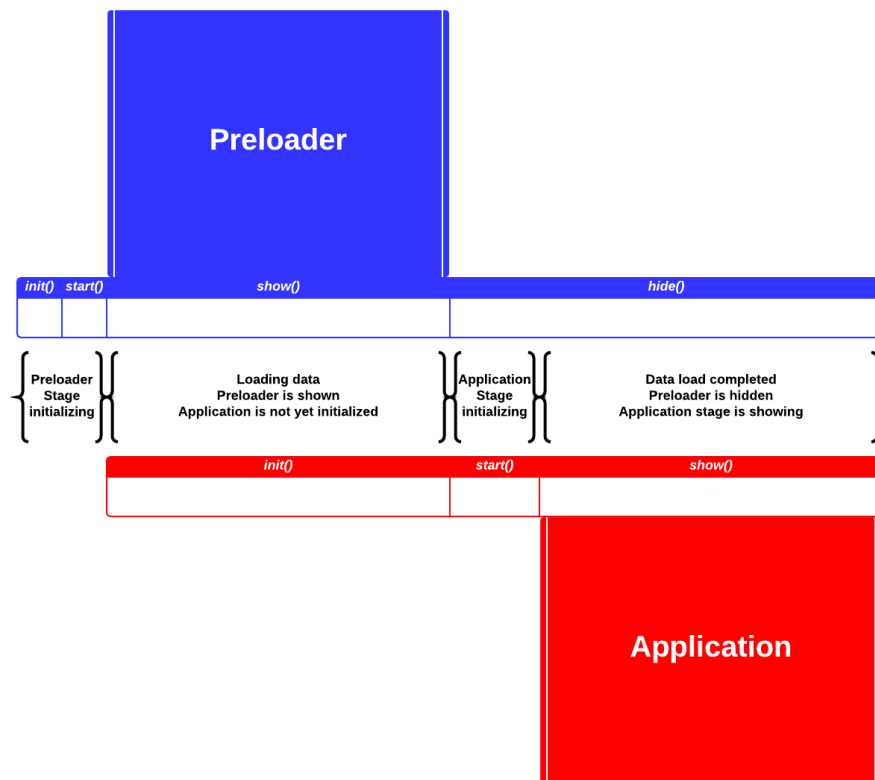 Preloader
init() start() show() hide()
Preloader
Stage
initializing
Loading data
Preloader is shown
Application is not yet initialized
Application
Stage
initializing
Data load completed
Preloader is hidden
Application stage is showing
init() start() show()
Application